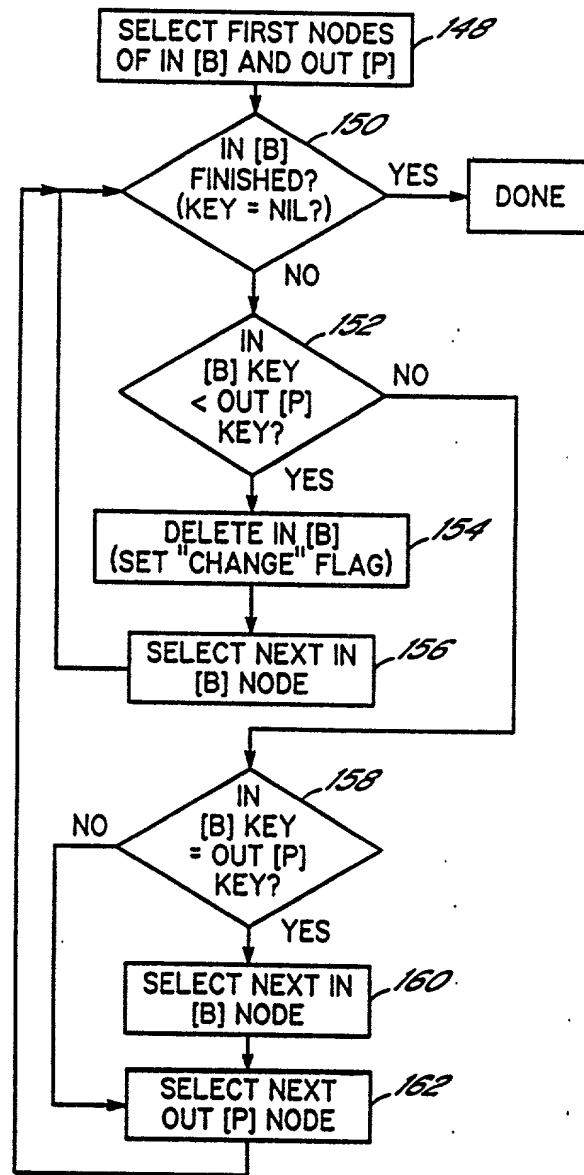 SELECT FIRST NODES
OF IN [B] AND OUT [P]
148
150
IN [B]
FINISHED?
(KEY = NIL?)
YES
DONE
NO
152
IN
[B] KEY
< OUT [P]
KEY?
NO
YES
DELETE IN [B]
(SET "CHANGE" FLAG)
154
SELECT NEXT IN
[B] NODE
156
158
IN
[B] KEY
= OUT [P]
KEY?
NO
YES
SELECT NEXT IN
[B] NODE
160
SELECT NEXT
OUT [P] NODE
162